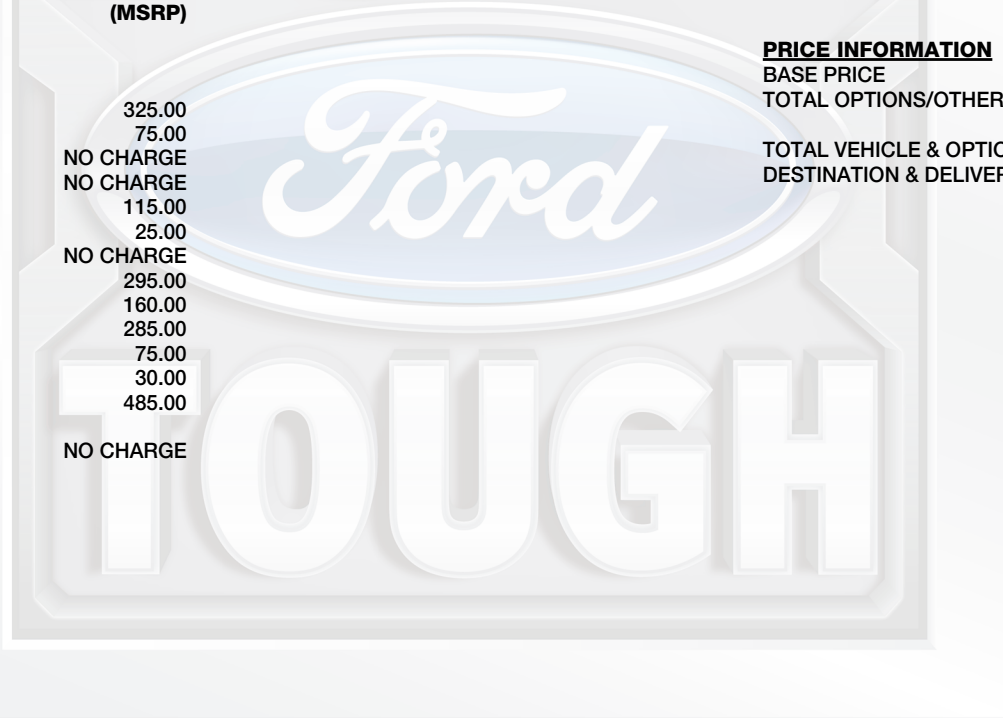 (MSRP)
325.00
75.00
NO CHARGE
NO CHARGE
115.00
25.00
NO CHARGE
295.00
160.00
285.00
75.00
30.00
485.00
NO CHARGE
PRICE INFORMATION
BASE PRICE
TOTAL OPTIONS/OTHER
TOTAL VEHICLE & OPTIO
DESTINATION & DELIVER
Ford
TOUGH